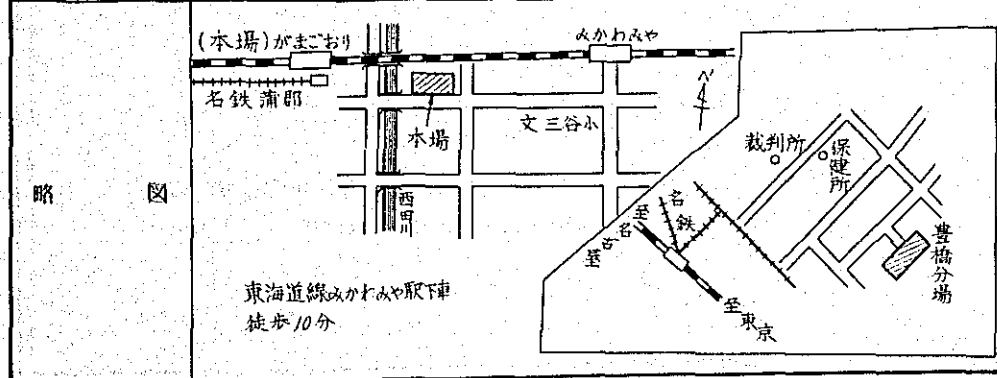 略図
(本場)がまごおり
みかわみや
名鉄蒲郡
N
本場
文三谷小
西田川
東海道線みかわみや駅下車
徒歩10分
裁判所
保健所
名鉄
至名古
至東京
豊橋分場